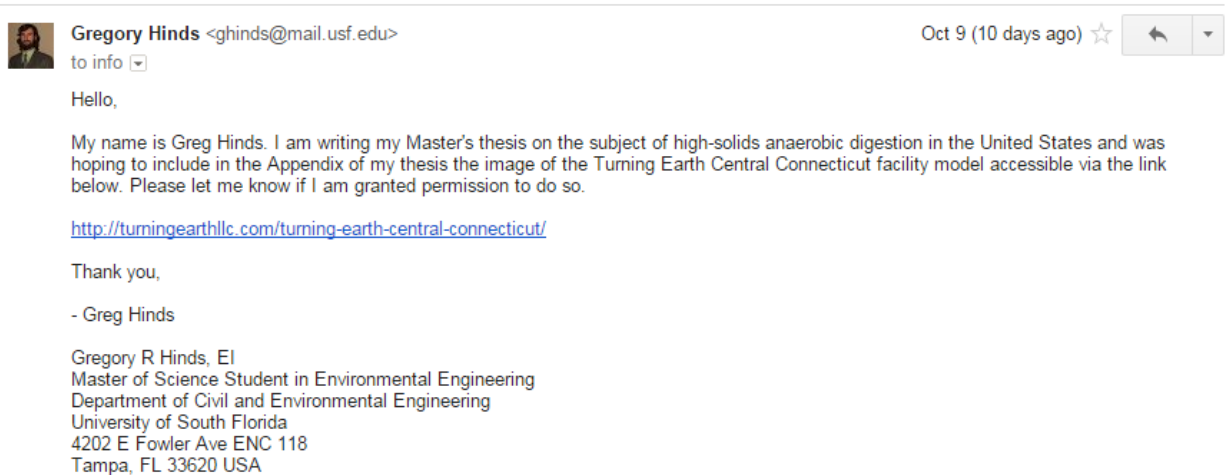 Gregory Hinds <ghinds@mail.usf.edu>
Oct 9 (10 days ago)
to info
Hello,
My name is Greg Hinds. I am writing my Master's thesis on the subject of high-solids anaerobic digestion in the United States and was
hoping to include in the Appendix of my thesis the image of the Turning Earth Central Connecticut facility model accessible via the link
below. Please let me know if I am granted permission to do so.
http://turningearthllc.com/turning-earth-central-connecticut/
Thank you,
- Greg Hinds
Gregory R Hinds, EI
Master of Science Student in Environmental Engineering
Department of Civil and Environmental Engineering
University of South Florida
4202 E Fowler Ave ENC 118
Tampa, FL 33620 USA